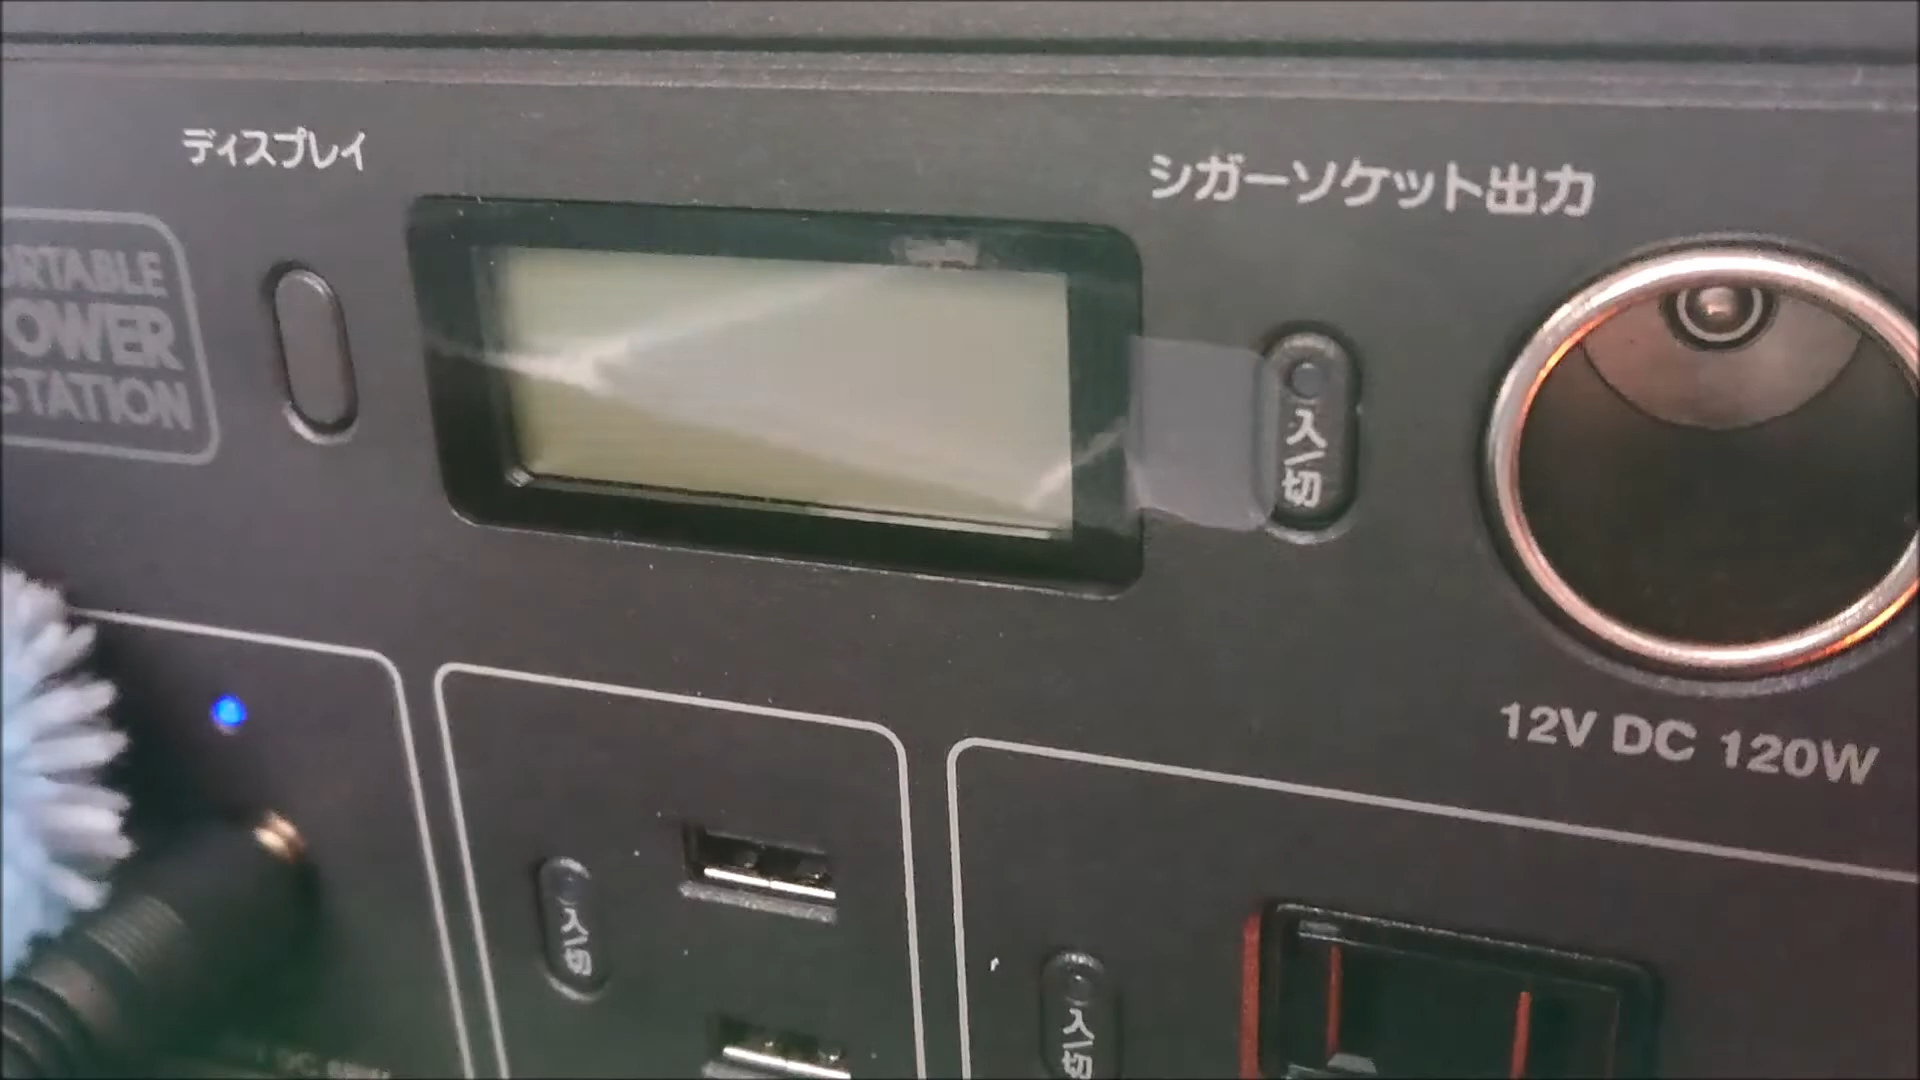 ディスプレイ
シガーソケット出力
ORTABLE
OWER
STATION
入/切
12V DC 120W
入/切
入/切